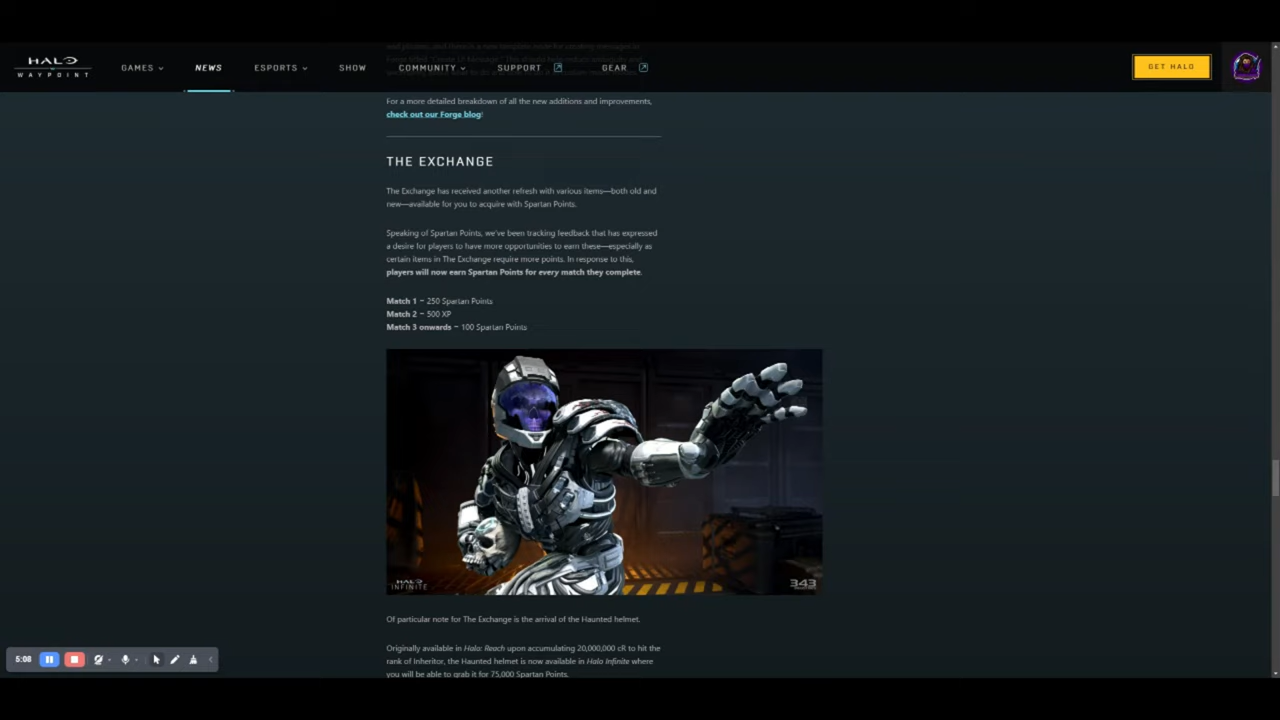 HALO
WAYPOINT
GAMES
NEWS
ESPORTS
SHOW
COMMUNITY
SUPPORT
GEAR
GET HALO
For a more detailed breakdown of all the new additions and improvements,
check out our Forge blog!
THE EXCHANGE
The Exchange has received another refresh with various items—both old and
new—available for you to acquire with Spartan Points.
Speaking of Spartan Points, we've been tracking feedback that has expressed
a desire for players to have more opportunities to earn these—especially as
certain items in The Exchange require more points. In response to this,
players will now earn Spartan Points for every match they complete.
Match 1 – 250 Spartan Points
Match 2 – 500 XP
Match 3 onwards – 100 Spartan Points
HALO
INFINITE
343
Of particular note for The Exchange is the arrival of the Haunted helmet.
Originally available in Halo: Reach upon accumulating 20,000,000 cR to hit the
rank of Inheritor, the Haunted helmet is now available in Halo Infinite where
you will be able to grab it for 75,000 Spartan Points.
5:08